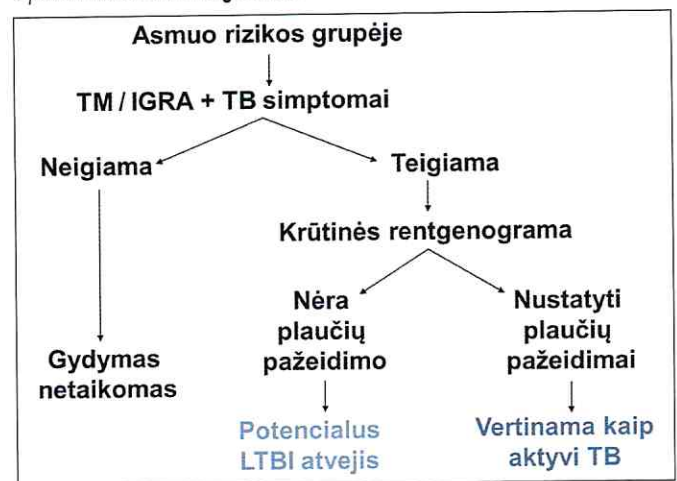 Asmuo rizikos grupėje
TM / IGRA + TB simptomai
Neigiama
Teigiama
Krūtinės rentgenograma
Nėra
plaučių
pažeidimo
Nustatyti
plaučių
pažeidimai
Gydymas
netaikomas
Potencialus
LTBI atvejis
Vertinama kaip
aktyvi TB